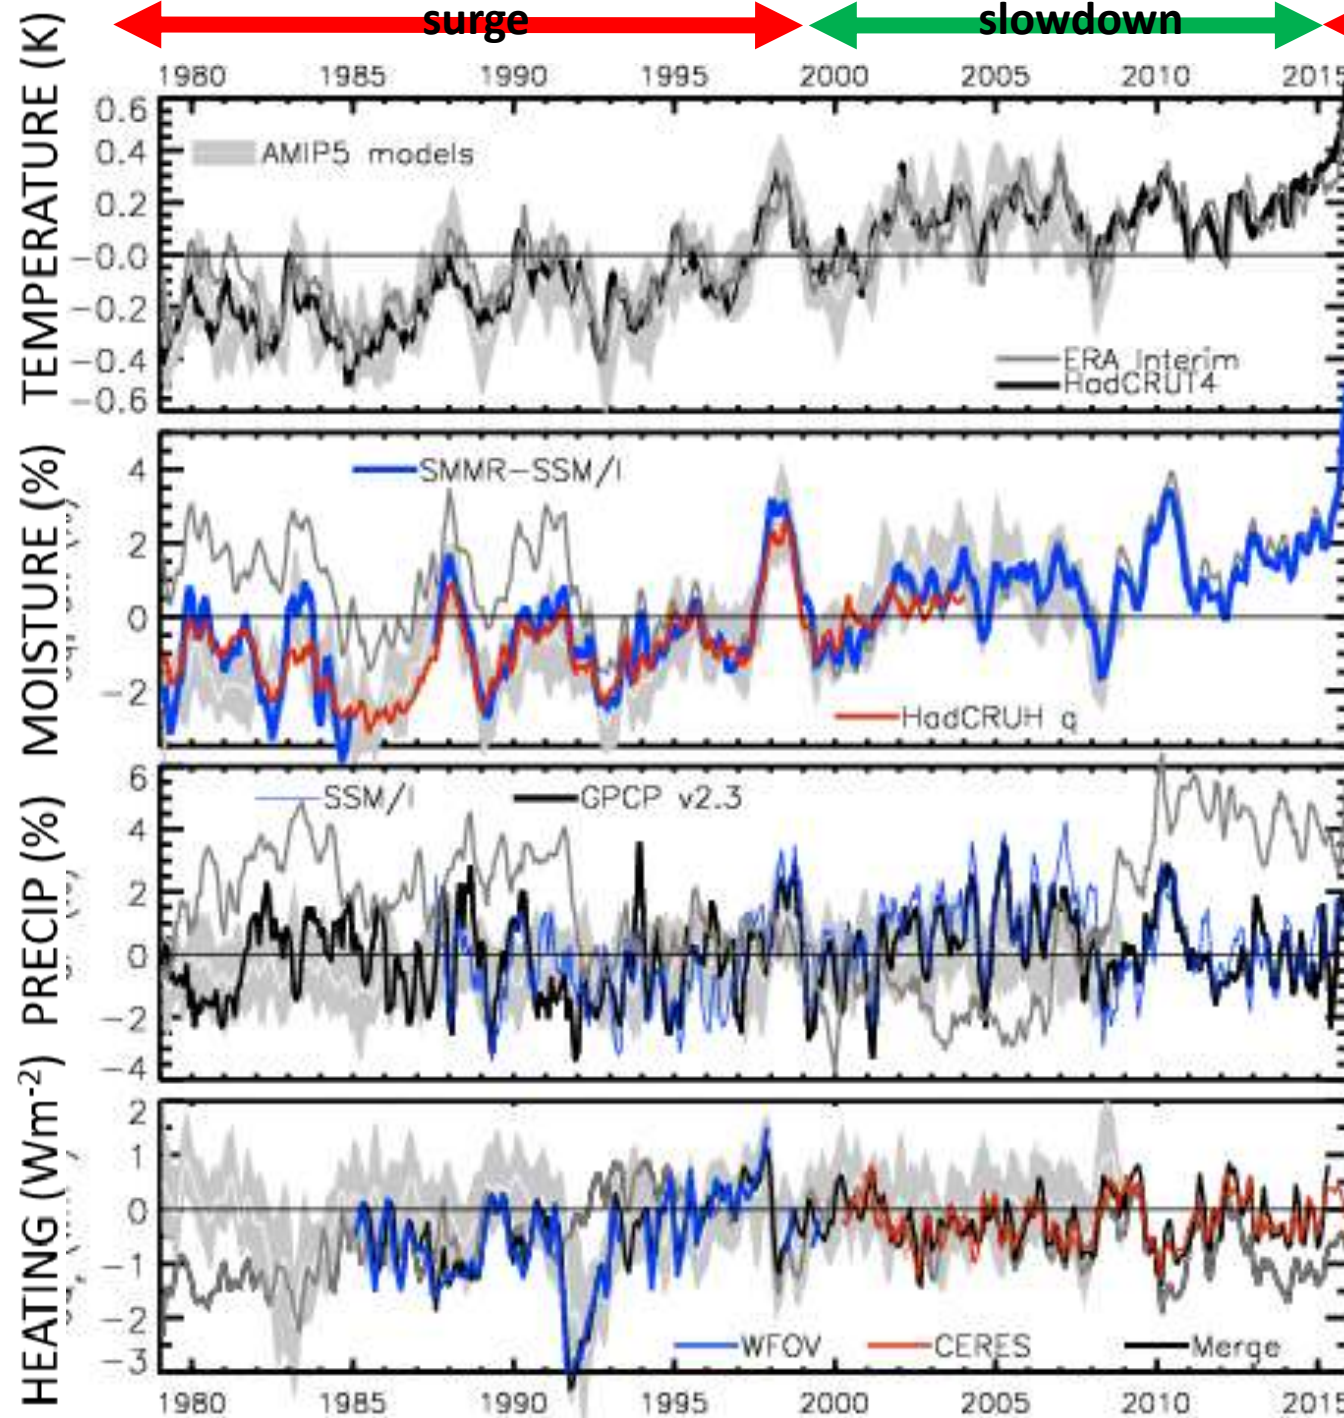 surge slowdown
1980 1985 1990 1995 2000 2005 2010 2015
TEMPERATURE (K)
0.6
0.4
0.2
−0.0
−0.2
−0.4
−0.6
AMIP5 models
ERA Interim
HadCRUT4
MOISTURE (%)
4
2
0
−2
SMMR−SSM/I
HadCRUH q
PRECIP (%)
6
4
2
0
−2
−4
SSM/I GPCP v2.3
HEATING (Wm-2)
2
1
0
−1
−2
−3
WFOV CERES Merge
1980 1985 1990 1995 2000 2005 2010 2015